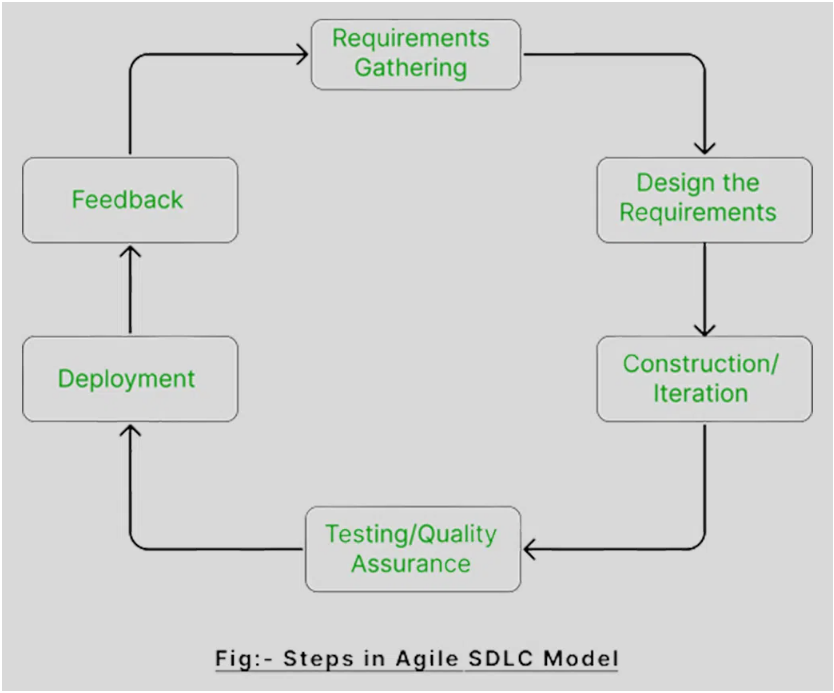 Requirements
Gathering
Feedback
Design the
Requirements
Deployment
Construction/
Iteration
Testing/Quality
Assurance
Fig:- Steps in Agile SDLC Model